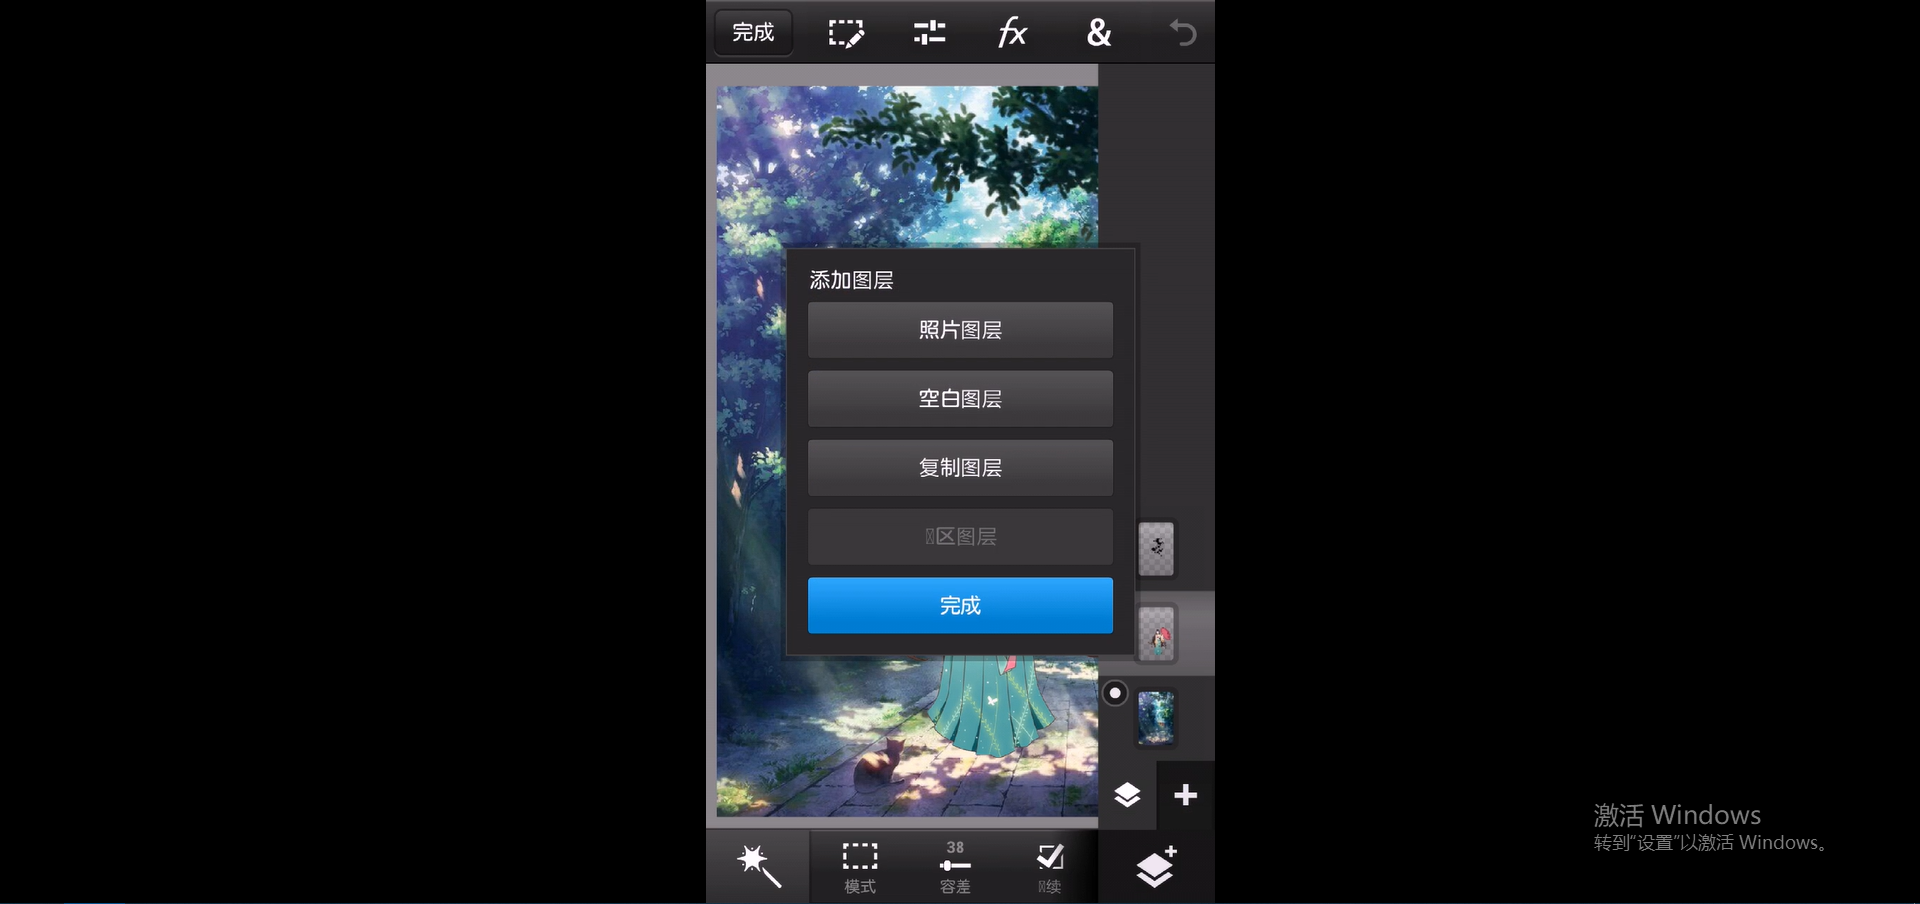 完成
fx
&
添加图层
照片图层
空白图层
复制图层
区图层
完成
38
模式
容差
续
激活 Windows
转到“设置”以激活 Windows。